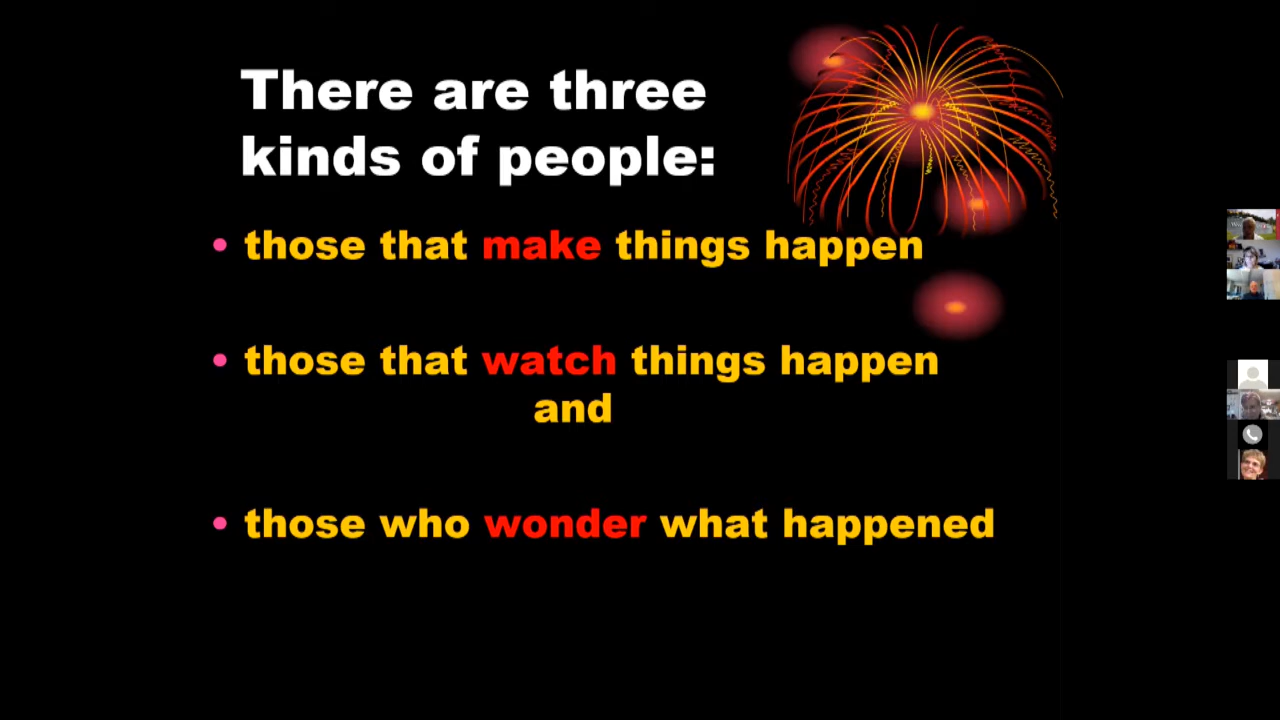 There are three
kinds of people:
• those that make things happen
• those that watch things happen
and
• those who wonder what happened